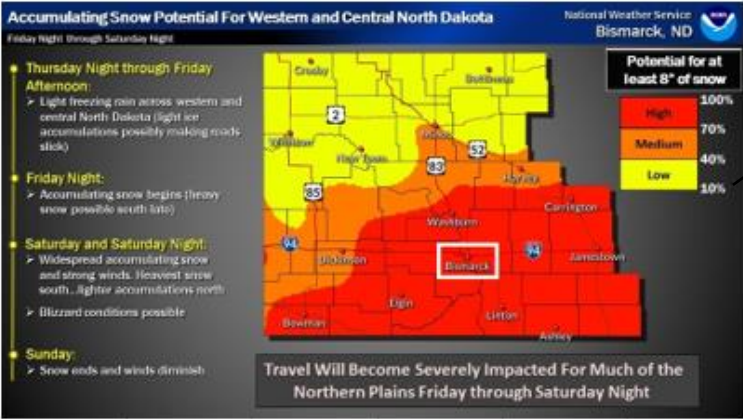 Accumulating Snow Potential For Western and Central North Dakota
Friday Night through Saturday Night
National Weather Service
Bismarck, ND
Thursday Night through Friday
Afternoon:
➢ Light freezing rain across western and
central North Dakota (light ice
accumulations possibly making roads
slick)
Friday Night:
➢ Accumulating snow begins (heavy
snow possible south late)
Saturday and Saturday Night:
➢ Widespread accumulating snow
and strong winds. Heaviest snow
south...lighter accumulations north
➢ Blizzard conditions possible
Sunday:
➢ Snow ends and winds diminish
Potential for at
least 8" of snow
High
Medium
Low
100%
70%
40%
10%
Crosby
Bottineau
2
Williston
New Town
Minot
83
52
Harvey
85
Carrington
Washburn
94
Dickinson
Bismarck
94
Jamestown
Elgin
Bowman
Linton
Ashley
Travel Will Become Severely Impacted For Much of the
Northern Plains Friday through Saturday Night